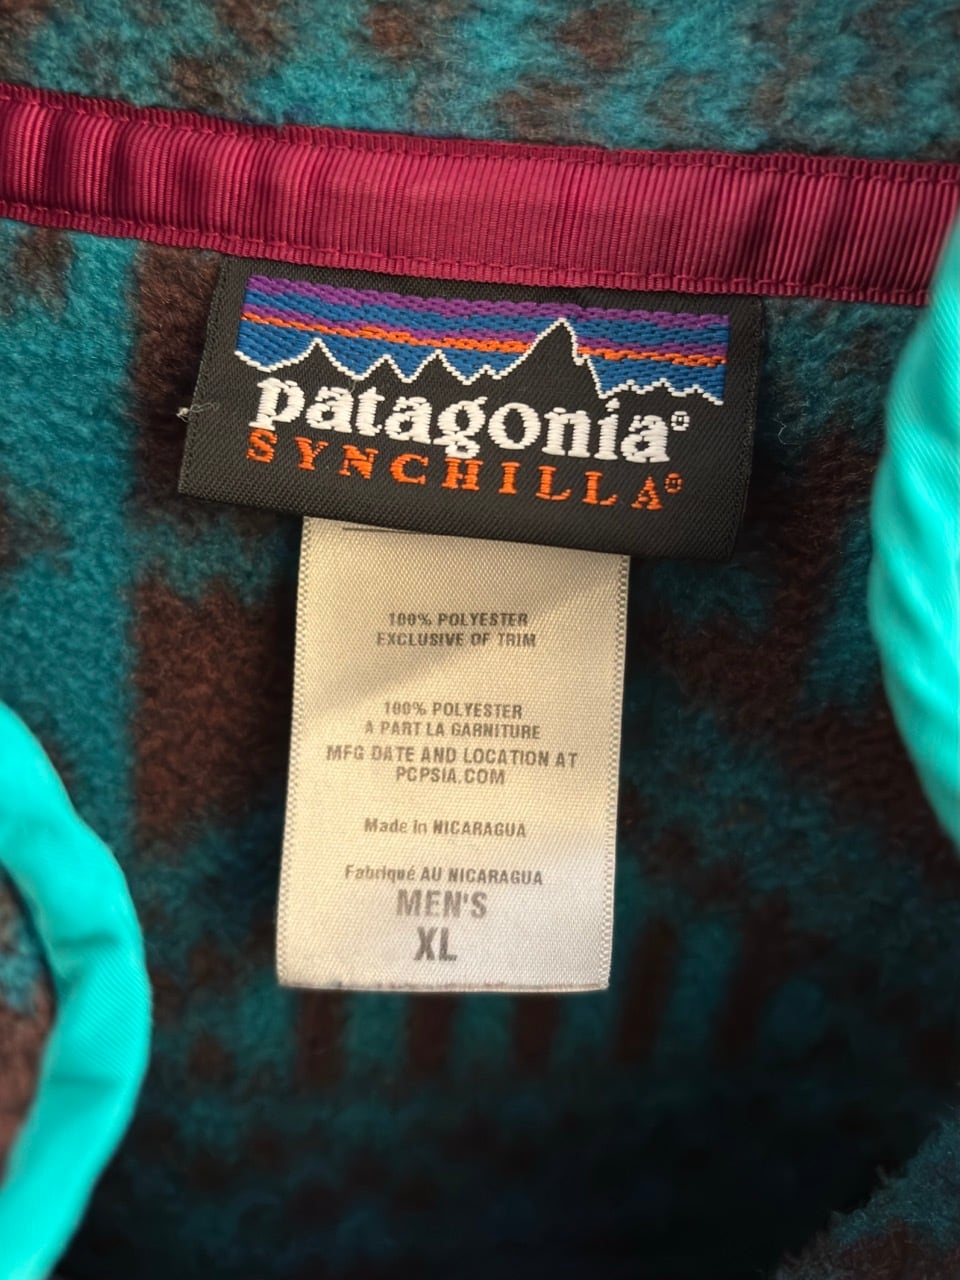 patagonia®
SYNCHILLA®
100% POLYESTER
EXCLUSIVE OF TRIM
100% POLYESTER
A PART LA GARNITURE
MFG DATE AND LOCATION AT
PCPSIA.COM
Made in NICARAGUA
Fabriqué AU NICARAGUA
MEN'S
XL